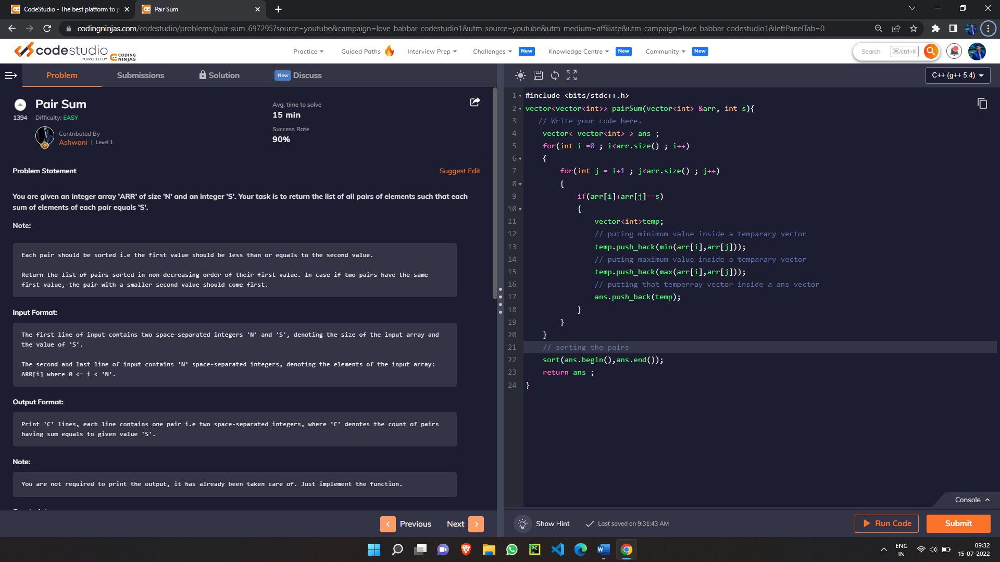 CodeStudio - The best platform to p
Pair Sum
codingninjas.com/codestudio/problems/pair-sum_697295?source=youtube&campaign=love_babbar_codestudio1&utm_source=youtube&utm_medium=affiliate&utm_campaign=love_babbar_codestudio1&leftPanelTab=0
codestudio
POWERED BY CODING NINJAS
Practice
Guided Paths
Interview Prep
Challenges New
Knowledge Centre New
Community New
Search ⌘/ctrl+K
Problem
Submissions
Solution
New Discuss
C++ (g++ 5.4)
Pair Sum
1394
Difficulty: EASY
Contributed By
Ashwani | Level 1
Avg. time to solve
15 min
Success Rate
90%
Problem Statement
Suggest Edit
You are given an integer array 'ARR' of size 'N' and an integer 'S'. Your task is to return the list of all pairs of elements such that each
sum of elements of each pair equals 'S'.
Note:
Each pair should be sorted i.e the first value should be less than or equals to the second value.
Return the list of pairs sorted in non-decreasing order of their first value. In case if two pairs have the same
first value, the pair with a smaller second value should come first.
Input Format:
The first line of input contains two space-separated integers 'N' and 'S', denoting the size of the input array and
the value of 'S'.
The second and last line of input contains 'N' space-separated integers, denoting the elements of the input array:
ARR[i] where 0 <= i < 'N'.
Output Format:
Print 'C' lines, each line contains one pair i.e two space-separated integers, where 'C' denotes the count of pairs
having sum equals to given value 'S'.
Note:
You are not required to print the output, it has already been taken care of. Just implement the function.
Previous
Next
1 #include <bits/stdc++.h>
2 vector<vector<int>> pairSum(vector<int> &arr, int s){
3 // Write your code here.
4 vector< vector<int> > ans ;
5 for(int i =0 ; i<arr.size() ; i++)
6 {
7 for(int j = i+1 ; j<arr.size() ; j++)
8 {
9 if(arr[i]+arr[j]==s)
10 {
11 vector<int>temp;
12 // puting minimum value inside a temparary vector
13 temp.push_back(min(arr[i],arr[j]));
14 // puting maximum value inside a temparary vector
15 temp.push_back(max(arr[i],arr[j]));
16 // putting that temperray vector inside a ans vector
17 ans.push_back(temp);
18 }
19 }
20 }
21 // sorting the pairs
22 sort(ans.begin(),ans.end());
23 return ans ;
24 }
Console
Show Hint
Last saved on 9:31:43 AM
Run Code
Submit
ENG
IN
09:32
15-07-2022